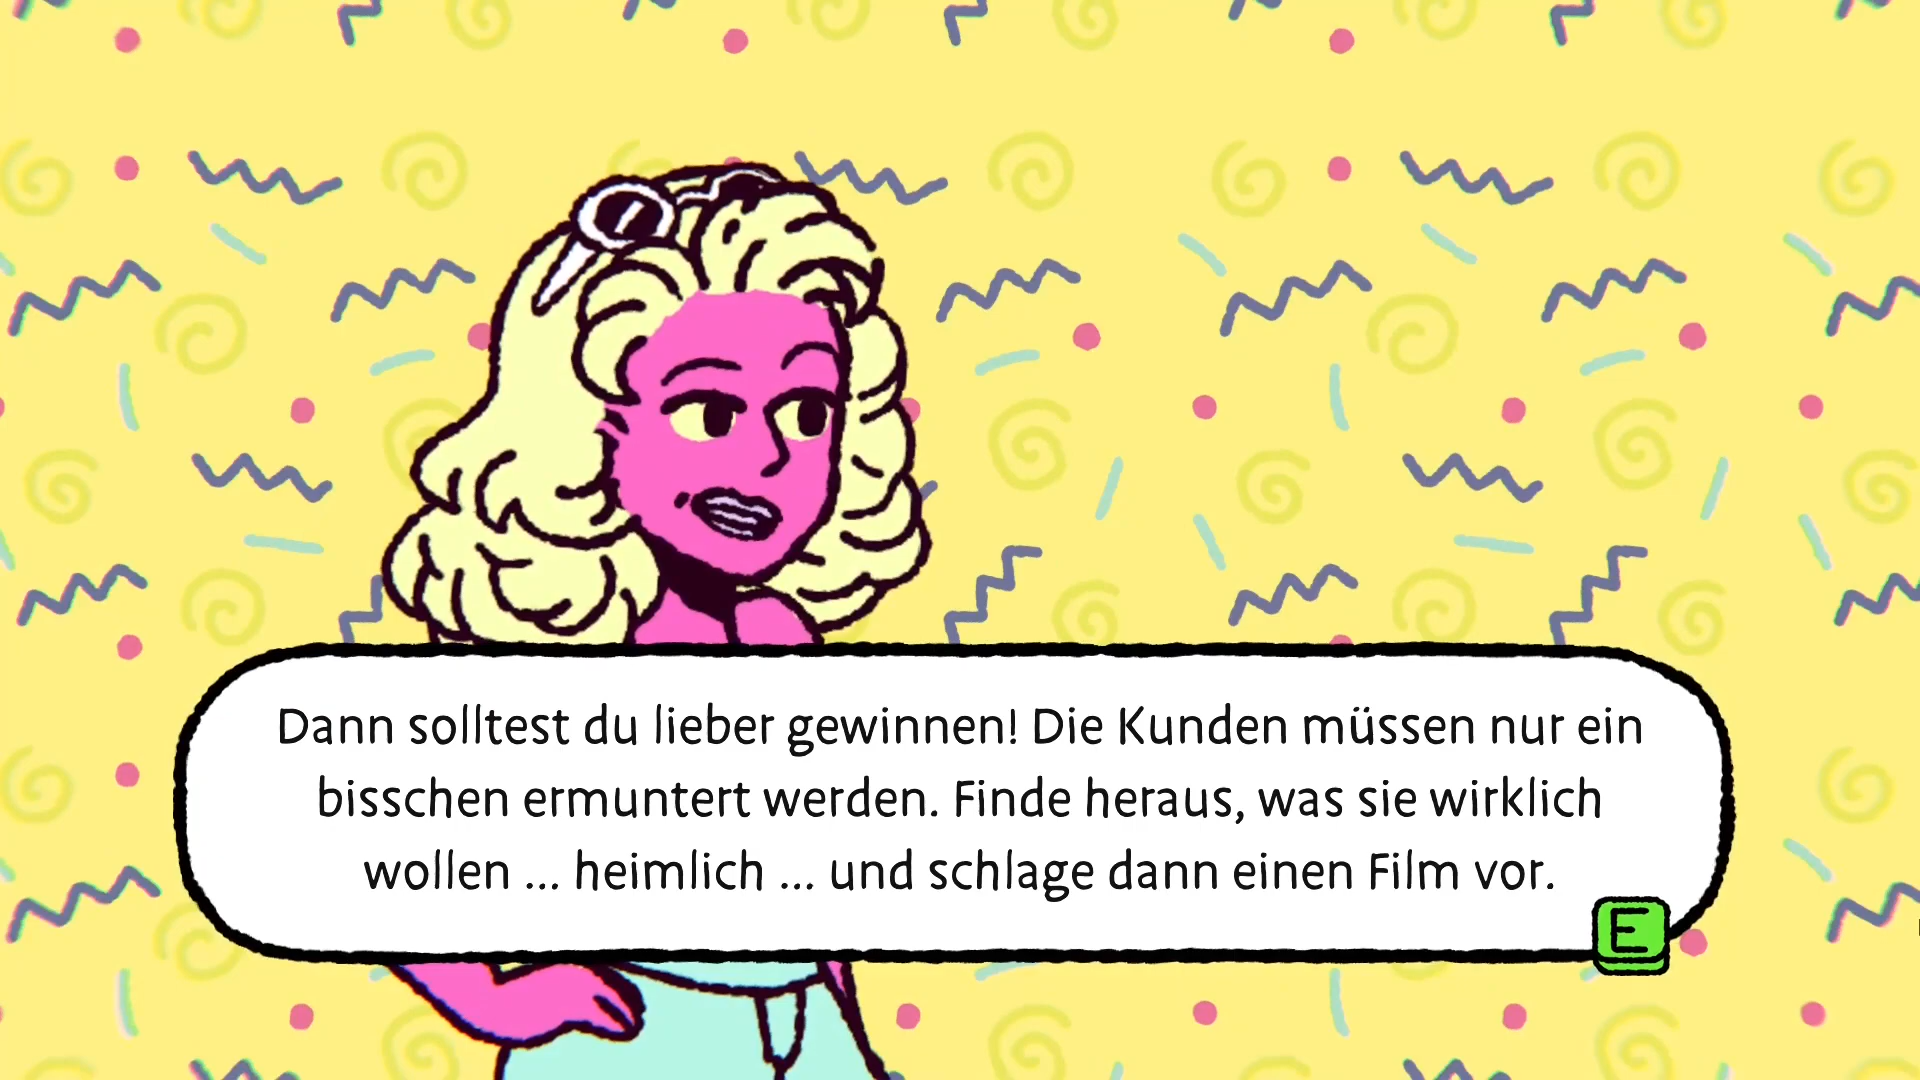 Dann solltest du lieber gewinnen! Die Kunden müssen nur ein
bisschen ermuntert werden. Finde heraus, was sie wirklich
wollen ... heimlich ... und schlage dann einen Film vor.
E